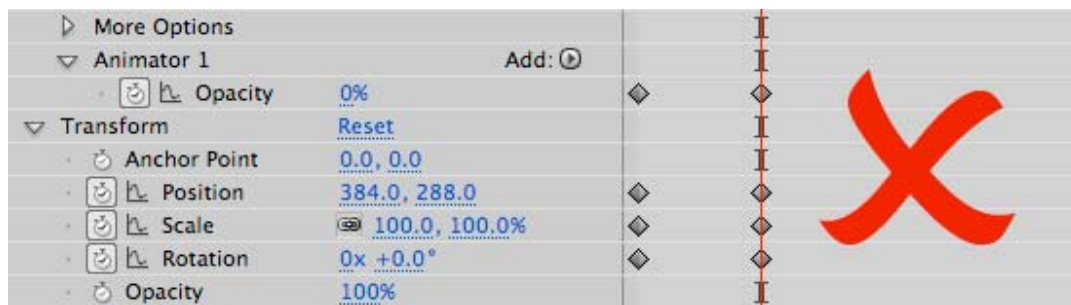 More Options
Animator 1 Add:
Opacity 0%
Transform Reset
Anchor Point 0.0, 0.0
Position 384.0, 288.0
Scale 100.0, 100.0%
Rotation 0x +0.0°
Opacity 100%